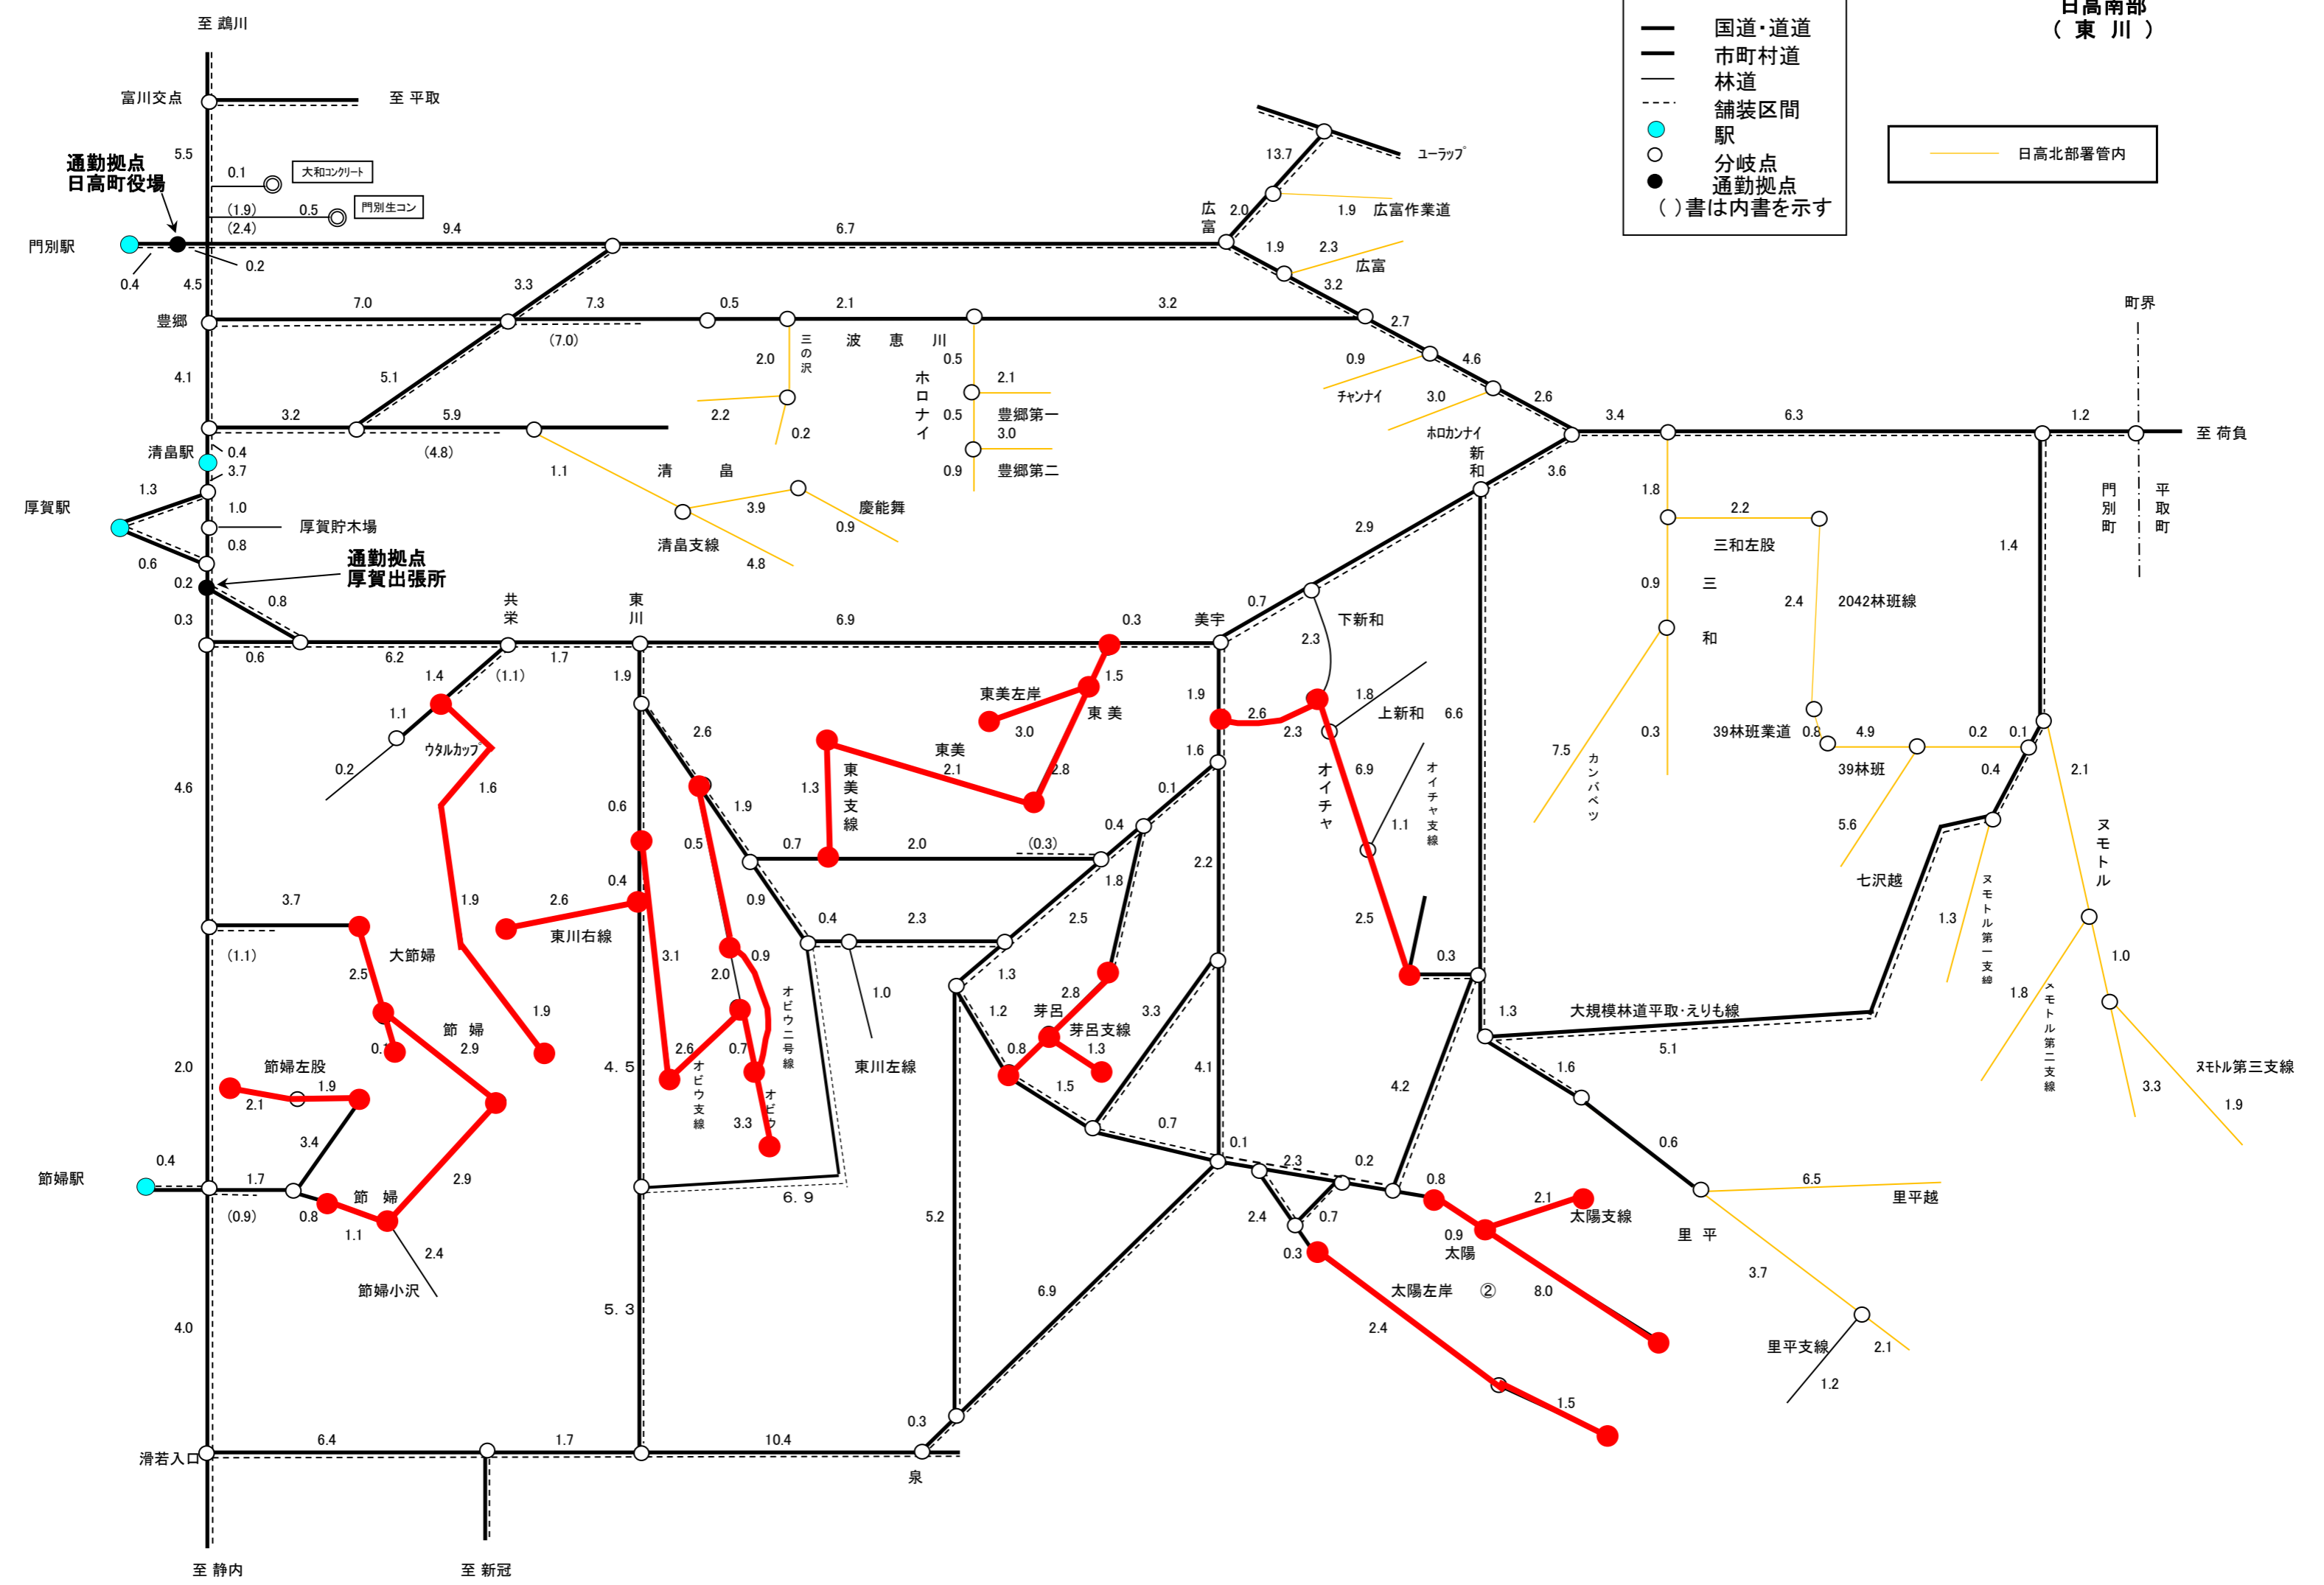 至 鵡川
日高南部
（ 東 川 ）
国道・道道
市町村道
林道
舗装区間
駅
分岐点
通勤拠点
（ ）書は内書を示す
日高北部署管内
富川交点
至 平取
5.5
通勤拠点
日高町役場
0.1
大和コンクリート
(1.9)
0.5
門別生コン
(2.4)
9.4
6.7
門別駅
0.4
0.2
4.5
広富
2.0
13.7
ユーラップ
1.9
広富作業道
1.9
2.3
広富
3.2
豊郷
7.0
3.3
7.3
0.5
2.1
3.2
2.7
町界
(7.0)
三の沢
波 恵 川
2.0
0.5
ホロナイ
2.1
0.9
4.6
チャンナイ
4.1
5.1
2.2
0.2
0.5
豊郷第一
3.0
3.0
2.6
3.4
6.3
1.2
至 荷負
3.2
5.9
(4.8)
0.9
豊郷第二
ホロカンナイ
新和
3.6
清畠駅
0.4
3.7
1.1
清 畠
3.9
慶能舞
0.9
清畠支線
4.8
1.3
厚賀駅
1.0
厚賀貯木場
0.8
0.6
通勤拠点
厚賀出張所
0.2
0.8
0.3
2.9
1.8
2.2
三和左股
0.9
三和
2.4
2042林班線
1.4
門別町
平取町
共栄
東川
6.9
0.3
美宇
0.7
下新和
2.3
0.6
6.2
(1.1)
1.7
1.4
1.9
1.5
東美左岸
東 美
3.0
1.9
2.6
1.8
上新和
2.3
6.6
0.3
39林班業道
0.8
4.9
0.2
0.1
39林班
7.5
カンバベツ
5.6
0.4
2.1
ヌモトル
七沢越
1.1
ウタルカップ
0.2
1.6
4.6
2.6
0.6
1.9
0.5
東美
2.1
2.8
1.3
東美支線
1.6
0.1
0.4
オイチャ
6.9
オイチャ支線
1.1
0.7
2.0
(0.3)
1.8
2.2
0.4
0.9
3.7
1.9
2.6
東川右線
0.4
2.3
2.5
2.5
1.3
ヌモトル第一支線
1.0
(1.1)
大節婦
2.5
3.1
2.0
0.9
オビウ二号線
1.0
1.3
2.8
0.3
1.8
ヌモトル第二支線
節 婦
2.9
0.1
1.9
2.6
オビウ支線
0.7
オビウ
東川左線
1.2
芽呂
芽呂支線
0.8
1.3
3.3
1.3
大規模林道平取・えりも線
5.1
2.0
節婦左股
1.9
2.1
4.5
1.5
4.1
4.2
1.6
3.3
ヌモトル第三支線
1.9
3.4
3.3
0.7
0.1
0.6
節婦駅
0.4
1.7
2.9
6.9
2.3
0.2
0.8
2.1
太陽支線
6.5
里平越
(0.9)
0.8
節 婦
1.1
2.4
節婦小沢
5.2
2.4
0.7
0.3
0.9
太陽
里 平
3.7
4.0
5.3
6.9
太陽左岸 ②
8.0
2.4
里平支線
2.1
1.2
1.5
0.3
滑若入口
6.4
1.7
10.4
泉
至 静内
至 新冠